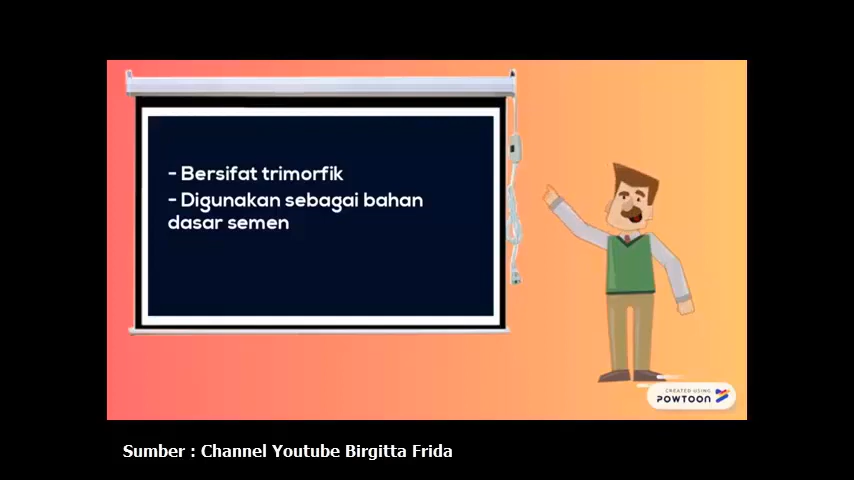 - Bersifat trimorfik
- Digunakan sebagai bahan
dasar semen
CREATED USING
POWTOON
Sumber : Channel Youtube Birgitta Frida